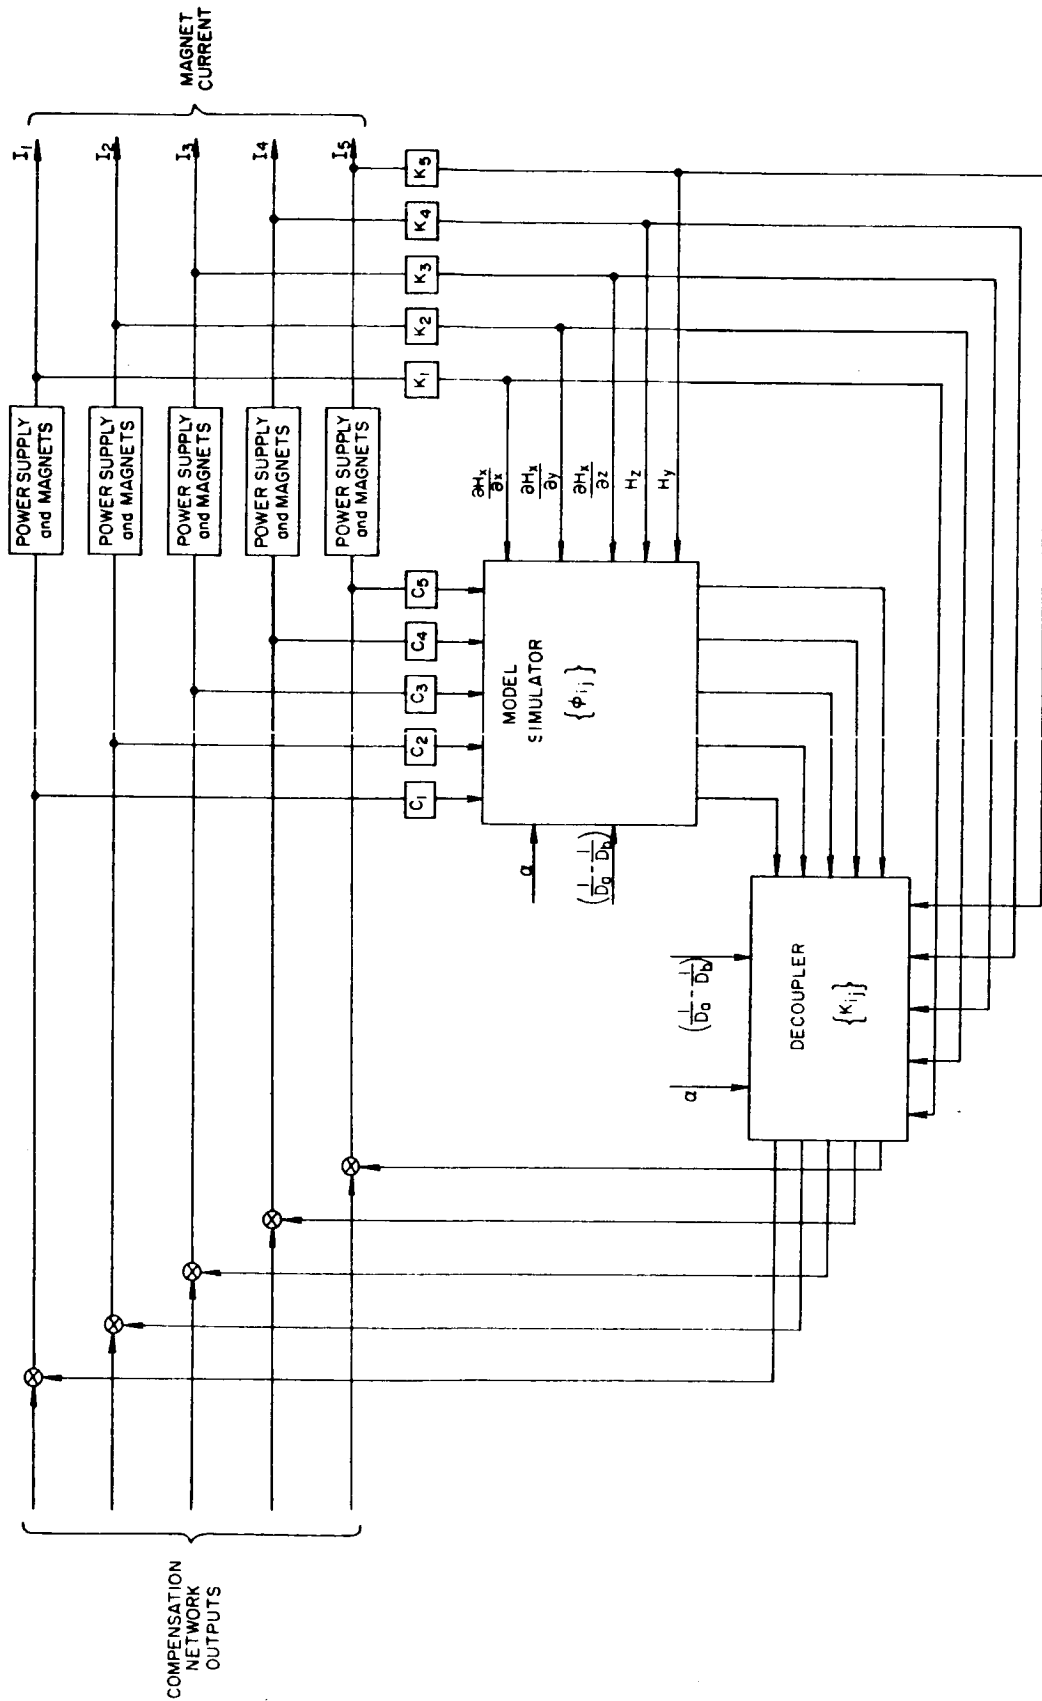 COMPENSATION
NETWORK
OUTPUTS
POWER SUPPLY
and MAGNETS
POWER SUPPLY
and MAGNETS
POWER SUPPLY
and MAGNETS
POWER SUPPLY
and MAGNETS
POWER SUPPLY
and MAGNETS
I1
I2
I3
I4
I5
MAGNET
CURRENT
C1
C2
C3
C4
C5
K1
K2
K3
K4
K5
∂Hx/∂x
∂Hx/∂y
∂Hx/∂z
Hz
Hy
MODEL
SIMULATOR
{φij}
α
(1/Da - 1/Db)
α
(1/Da - 1/Db)
DECOUPLER
{Kij}